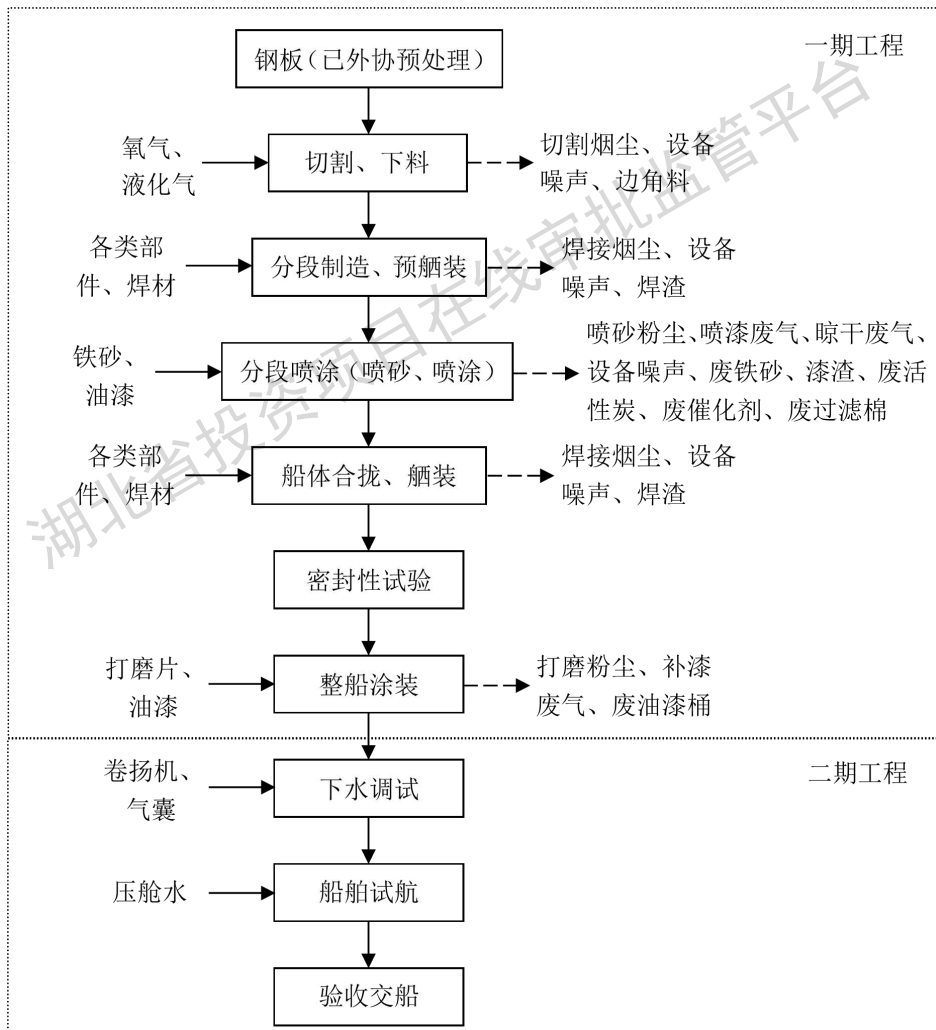 一期工程
钢板（已外协预处理）
氧气、
液化气
切割、下料
切割烟尘、设备
噪声、边角料
各类部
件、焊材
分段制造、预舾装
焊接烟尘、设备
噪声、焊渣
铁砂、
油漆
分段喷涂（喷砂、喷涂）
喷砂粉尘、喷漆废气、晾干废气、
设备噪声、废铁砂、漆渣、废活
性炭、废催化剂、废过滤棉
各类部
件、焊材
船体合拢、舾装
焊接烟尘、设备
噪声、焊渣
密封性试验
打磨片、
油漆
整船涂装
打磨粉尘、补漆
废气、废油漆桶
二期工程
卷扬机、
气囊
下水调试
压舱水
船舶试航
验收交船
湖北省投资项目在线审批监管平台